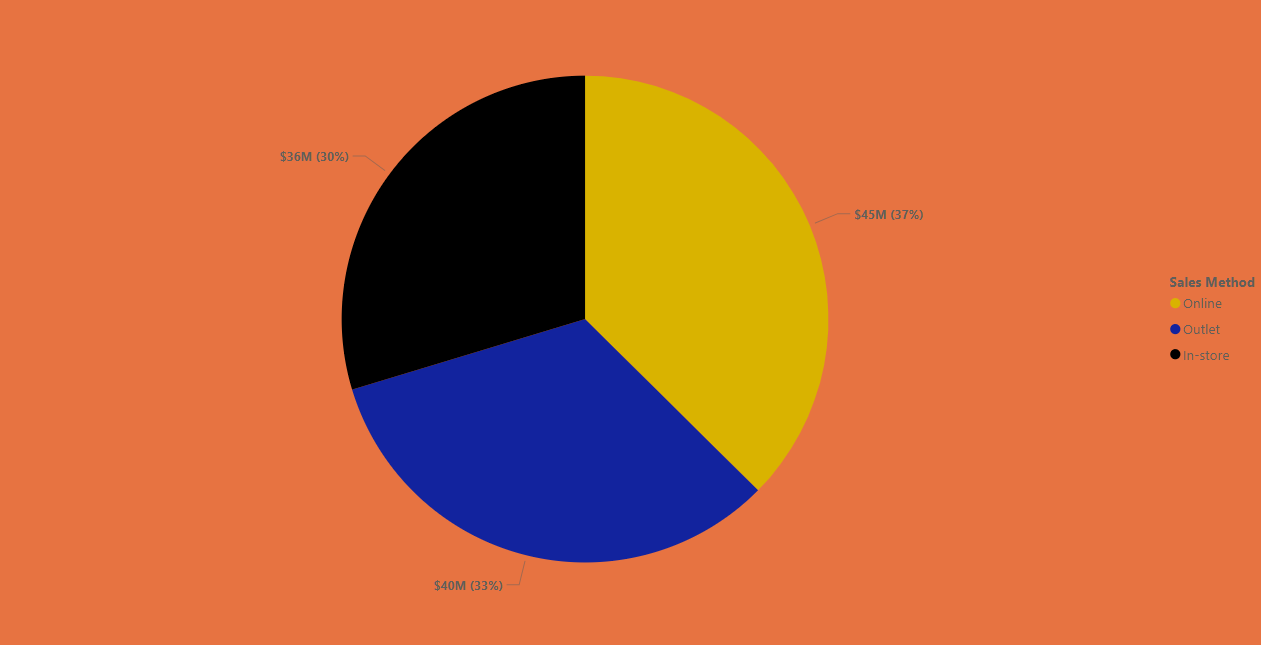 $36M (30%)
$45M (37%)
$40M (33%)
Sales Method
Online
Outlet
In-store